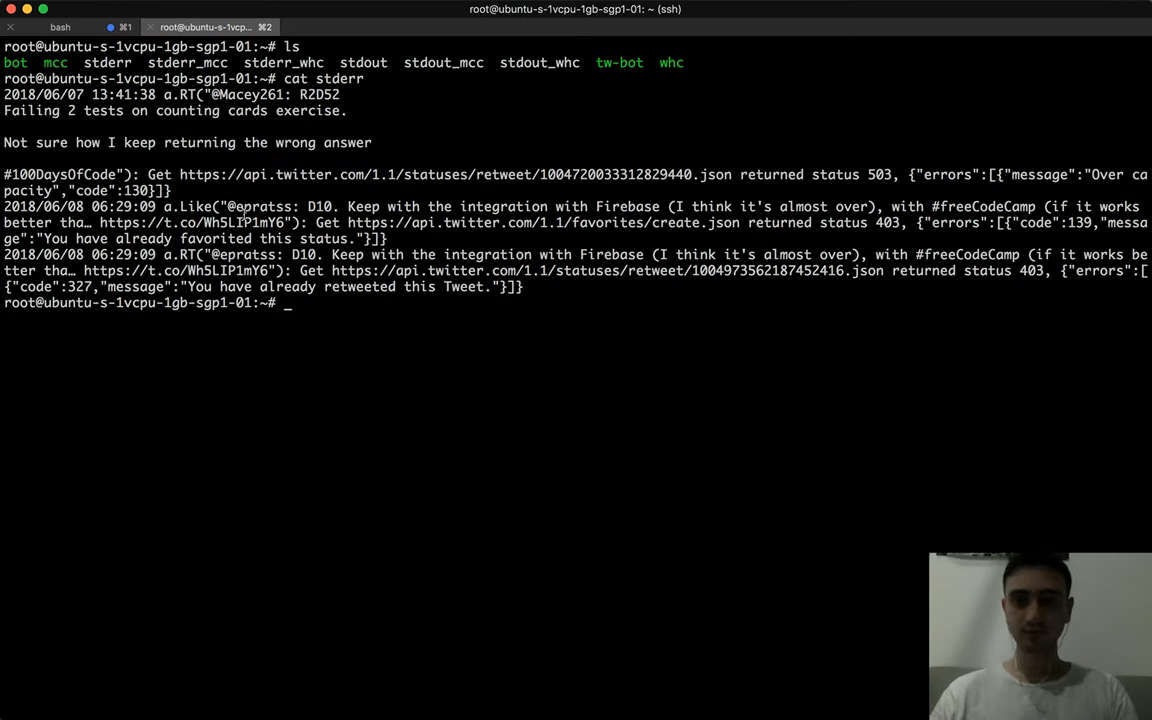 root@ubuntu-s-1vcpu-1gb-sgp1-01: ~ (ssh)
bash ⌘1 root@ubuntu-s-1vcp... ⌘2
root@ubuntu-s-1vcpu-1gb-sgp1-01:~# ls
bot mcc stderr stderr_mcc stderr_whc stdout stdout_mcc stdout_whc tw-bot whc
root@ubuntu-s-1vcpu-1gb-sgp1-01:~# cat stderr
2018/06/07 13:41:38 a.RT("@Macey261: R2D52
Failing 2 tests on counting cards exercise.
Not sure how I keep returning the wrong answer
#100DaysOfCode"): Get https://api.twitter.com/1.1/statuses/retweet/1004720033312829440.json returned status 503, {"errors":[{"message":"Over ca
pacity","code":130}]}
2018/06/08 06:29:09 a.Like("@epratss: D10. Keep with the integration with Firebase (I think it's almost over), with #freeCodeCamp (if it works
better tha… https://t.co/Wh5LIP1mY6"): Get https://api.twitter.com/1.1/favorites/create.json returned status 403, {"errors":[{"code":139,"messa
ge":"You have already favorited this status."}]}
2018/06/08 06:29:09 a.RT("@epratss: D10. Keep with the integration with Firebase (I think it's almost over), with #freeCodeCamp (if it works be
tter tha… https://t.co/Wh5LIP1mY6"): Get https://api.twitter.com/1.1/statuses/retweet/1004973562187452416.json returned status 403, {"errors":[
{"code":327,"message":"You have already retweeted this Tweet."}]}
root@ubuntu-s-1vcpu-1gb-sgp1-01:~# _